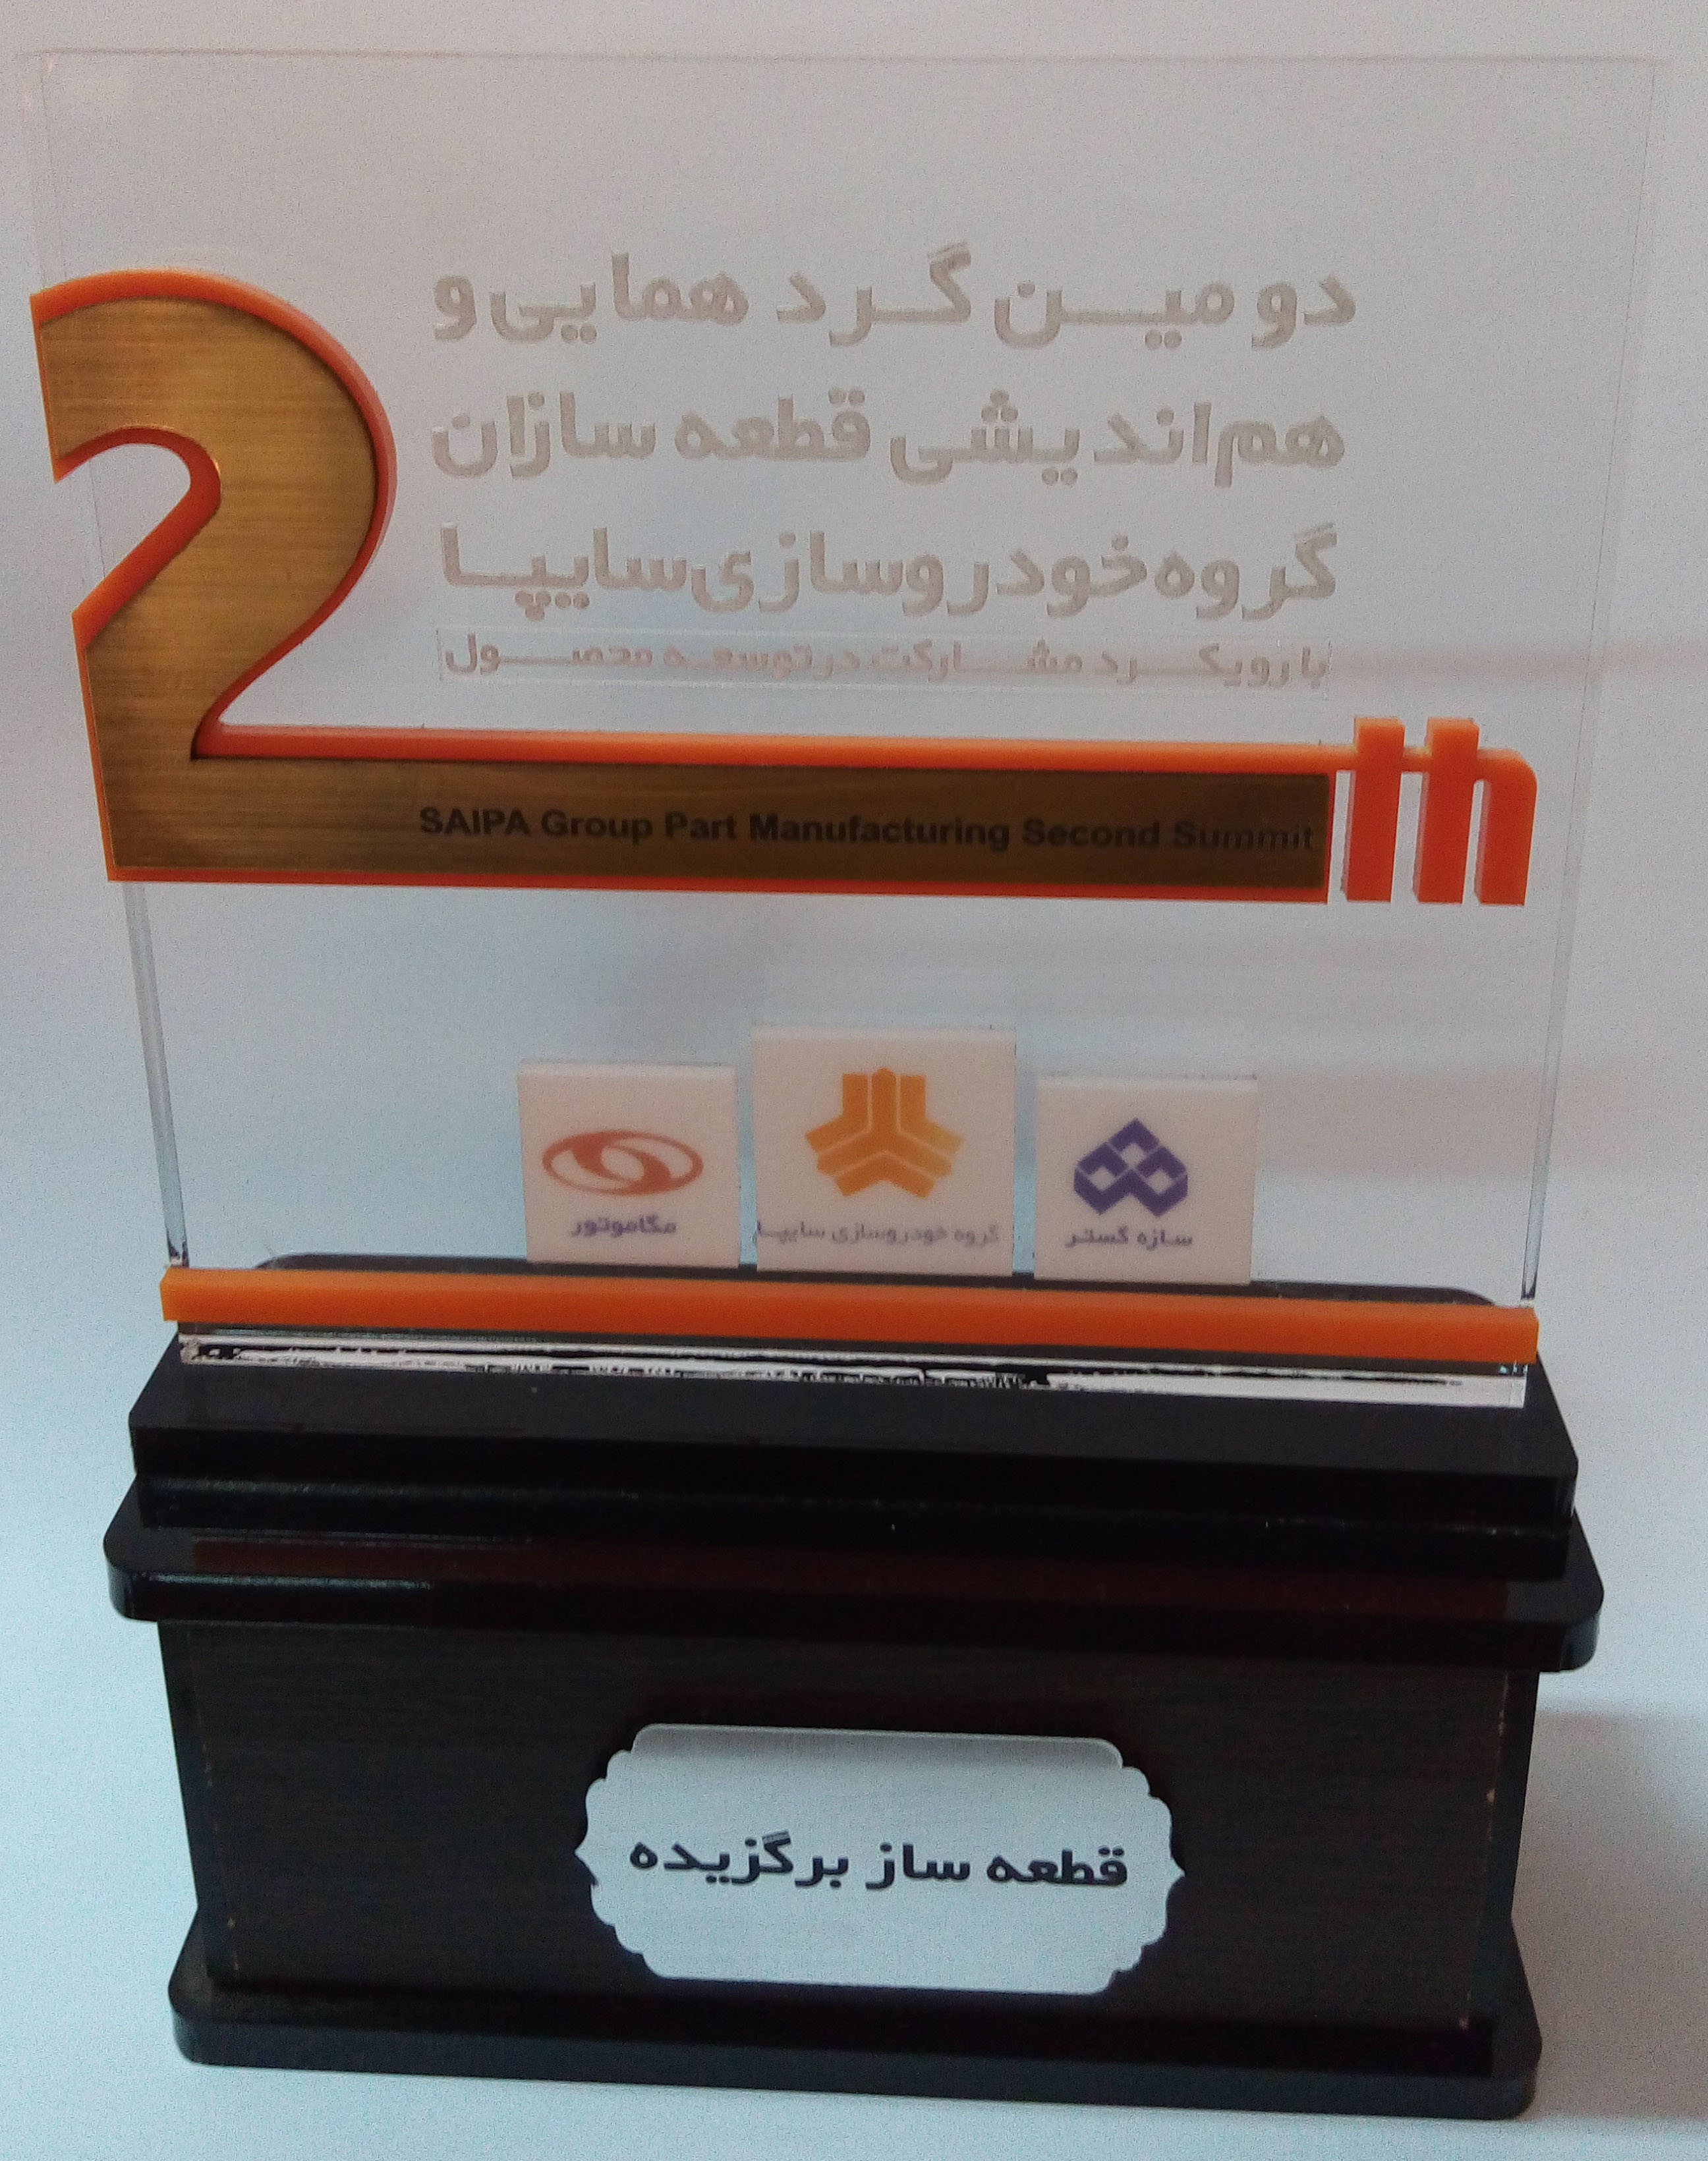 دومین گردهمایی و
هم‌اندیشی قطعه سازان
گروه خودروسازی سایپا
با رویکرد مشارکت در توسعه محصول
SAIPA Group Part Manufacturing Second Summit
2
سازه گستر
گروه خودروسازی سایپا
مگاموتور
قطعه ساز برگزیده